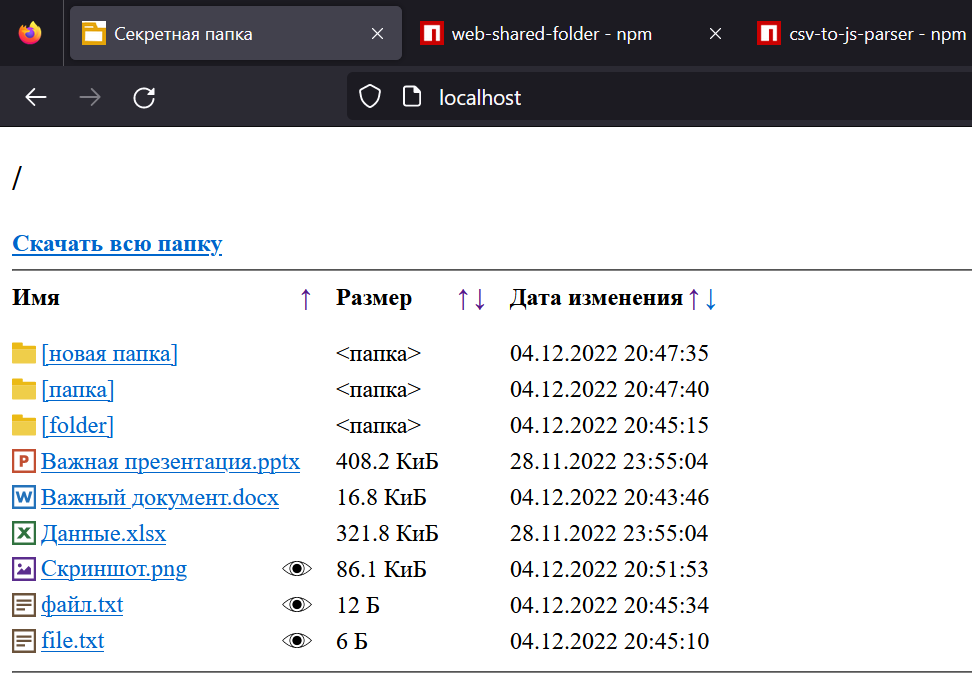 Секретная папка web-shared-folder - npm csv-to-js-parser - npm
localhost
/
Скачать всю папку
Имя ↑ Размер ↑↓ Дата изменения ↑↓
[новая папка] <папка> 04.12.2022 20:47:35
[папка] <папка> 04.12.2022 20:47:40
[folder] <папка> 04.12.2022 20:45:15
Важная презентация.pptx 408.2 КиБ 28.11.2022 23:55:04
Важный документ.docx 16.8 КиБ 04.12.2022 20:43:46
Данные.xlsx 321.8 КиБ 28.11.2022 23:55:04
Скриншот.png 86.1 КиБ 04.12.2022 20:51:53
файл.txt 12 Б 04.12.2022 20:45:34
file.txt 6 Б 04.12.2022 20:45:10